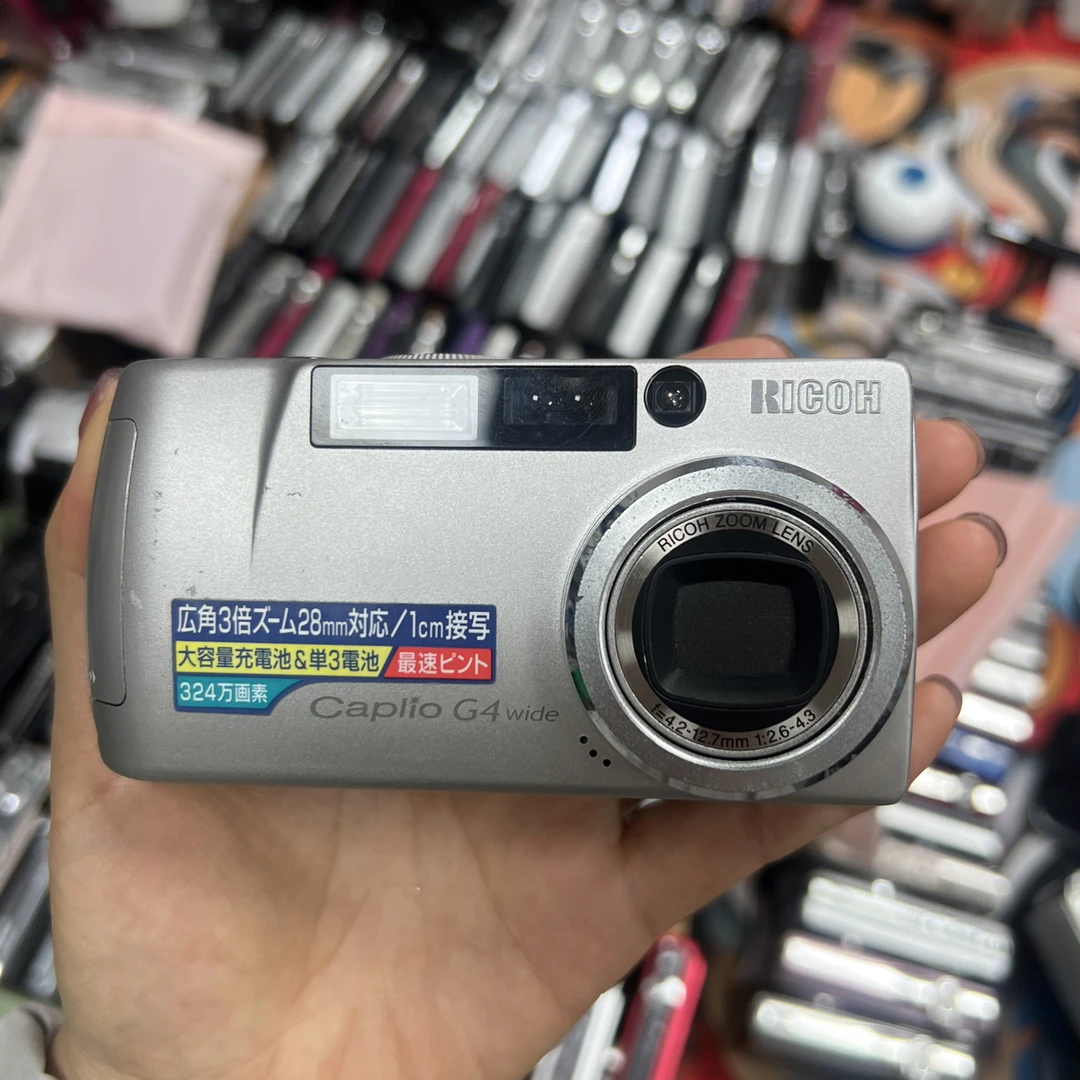 RICOH
RICOH ZOOM LENS
広角3倍ズーム28mm対応/1cm接写
大容量充電池&単3電池/最速ピント
324万画素
Caplio G4 wide
f=4.2-12.7mm 1:2.6-4.3